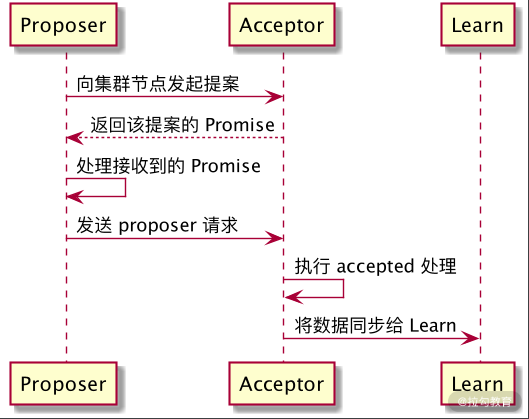 Proposer
Acceptor
Learn
向集群节点发起提案
返回该提案的 Promise
处理接收到的 Promise
发送 proposer 请求
执行 accepted 处理
将数据同步给 Learn
Proposer
Acceptor
Learn
@拉勾教育